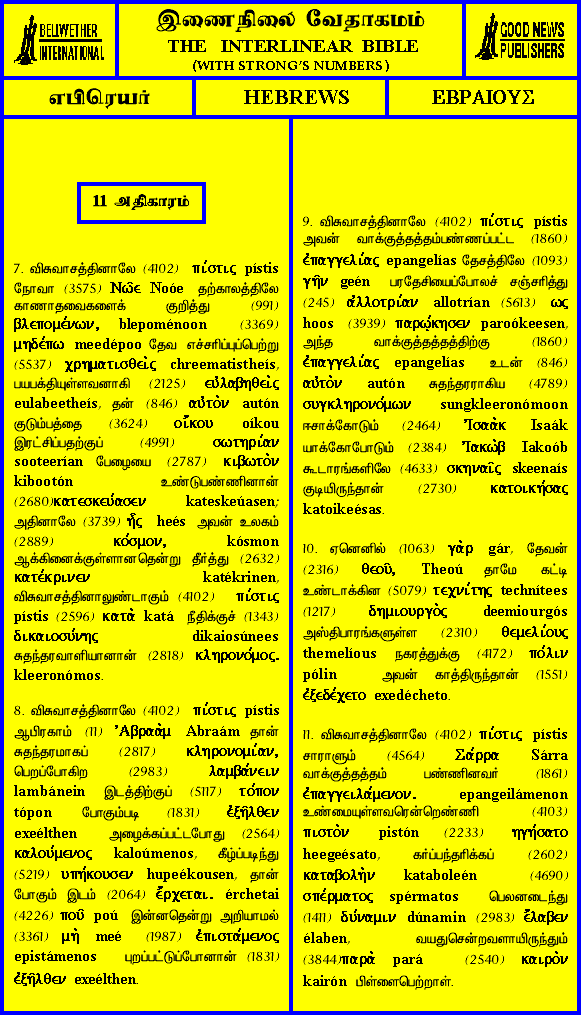 BELLWETHER
INTERNATIONAL
இணைநிலை வேதாகமம்
THE INTERLINEAR BIBLE
(WITH STRONG'S NUMBERS)
GOOD NEWS
PUBLISHERS
எபிரெயர்
HEBREWS
ΕΒΡΑΙΟΥΣ
11 அதிகாரம்
7. விசுவாசத்தினாலே (4102) πίστις pístis
நோவா (3575) Νῶε Noóe தற்காலத்திலே
காணாதவைகளைக் குறித்து (991)
βλεπομένων, blepoménoon (3369)
μηδέπω meedépoo தேவ எச்சரிப்புப்பெற்று
(5537) χρηματισθεὶς chreematistheís,
பயபக்தியுள்ளவனாகி (2125) εὐλαβηθεὶς
eulabeetheís, தன் (846) αὐτὸν autón
குடும்பத்தை (3624) οἴκου oíkou
இரட்சிப்பதற்குப் (4991) σωτηρίαν
sooteerían பேழையை (2787) κιβωτὸν
kibootón உண்டுபண்ணினான்
(2680)κατεσκεύασεν kateskeúasen;
அதினாலே (3739) ἧς heés அவன் உலகம்
(2889) κόσμον, kósmon
ஆக்கினைக்குள்ளானதென்று தீர்த்து (2632)
κατέκρινεν katékrinen,
விசுவாசத்தினாலுண்டாகும் (4102) πίστις
pístis (2596) κατὰ katá நீதிக்குச் (1343)
δικαιοσύνης dikaiosúnees
சுதந்தரவாளியானான் (2818) κληρονόμος.
kleeronómos.
8. விசுவாசத்தினாலே (4102) πίστις pístis
ஆபிரகாம் (11) Ἀβραὰμ Abraám தான்
சுதந்தரமாகப் (2817) κληρονομίαν,
பெறப்போகிற (2983) λαμβάνειν
lambánein இடத்திற்குப் (5117) τόπον
tópon போகும்படி (1831) ἐξῆλθεν
exeélthen அழைக்கப்பட்டபோது (2564)
καλούμενος kaloúmenos, கீழ்ப்படிந்து
(5219) υπήκουσεν hupeékousen, தான்
போகும் இடம் (2064) ἔρχεται. érchetai
(4226) ποῦ poú இன்னதென்று அறியாமல்
(3361) μὴ meé (1987) ἐπιστάμενος
epistámenos புறப்பட்டுப்போனான் (1831)
ἐξῆλθεν exeélthen.
9. விசுவாசத்தினாலே (4102) πίστις pístis
அவன் வாக்குத்தத்தம்பண்ணப்பட்ட (1860)
ἐπαγγελίας epangelías தேசத்திலே (1093)
γῆν geén பரதேசியைப்போலச் சஞ்சரித்து
(245) ἀλλοτρίαν allotrían (5613) ως
hoos (3939) παρῴκησεν paroókeesen,
அந்த வாக்குத்தத்தத்திற்கு (1860)
ἐπαγγελίας epangelías உடன் (846)
αὐτὸν autón சுதந்தரராகிய (4789)
συγκληρονόμων sungkleeronómoon
ஈசாக்கோடும் (2464) Ἰσαὰκ Isaák
யாக்கோபோடும் (2384) Ἰακὼβ Iakoób
கூடாரங்களிலே (4633) σκηναῖς skeenaís
குடியிருந்தான் (2730) κατοικήσας
katoikeésas.
10. ஏனெனில் (1063) γὰρ gár, தேவன்
(2316) θεοῦ, Theoú தாமே கட்டி
உண்டாக்கின (5079) τεχνίτης technítees
(1217) δημιουργὸς deemiourgós
அஸ்திபாரங்களுள்ள (2310) θεμελίους
themelíous நகரத்துக்கு (4172) πόλιν
pólin அவன் காத்திருந்தான் (1551)
ἐξεδέχετο exedécheto.
11. விசுவாசத்தினாலே (4102) πίστις pístis
சாராளும் (4564) Σάρρα Sárra
வாக்குத்தத்தம் பண்ணினவர் (1861)
ἐπαγγειλάμενον. epangeilámenon
உண்மையுள்ளவரென்றெண்ணி (4103)
πιστὸν pistón (2233) ηγήσατο
heegeésato, கர்ப்பந்தரிக்கப் (2602)
καταβολὴν kataboleén (4690)
σπέρματος spérmatos பெலனடைந்து
(1411) δύναμιν dúnamin (2983) ἔλαβεν
élaben, வயதுசென்றவளாயிருந்தும்
(3844)παρὰ pará (2540) καιρὸν
kairón பிள்ளைபெற்றாள்.